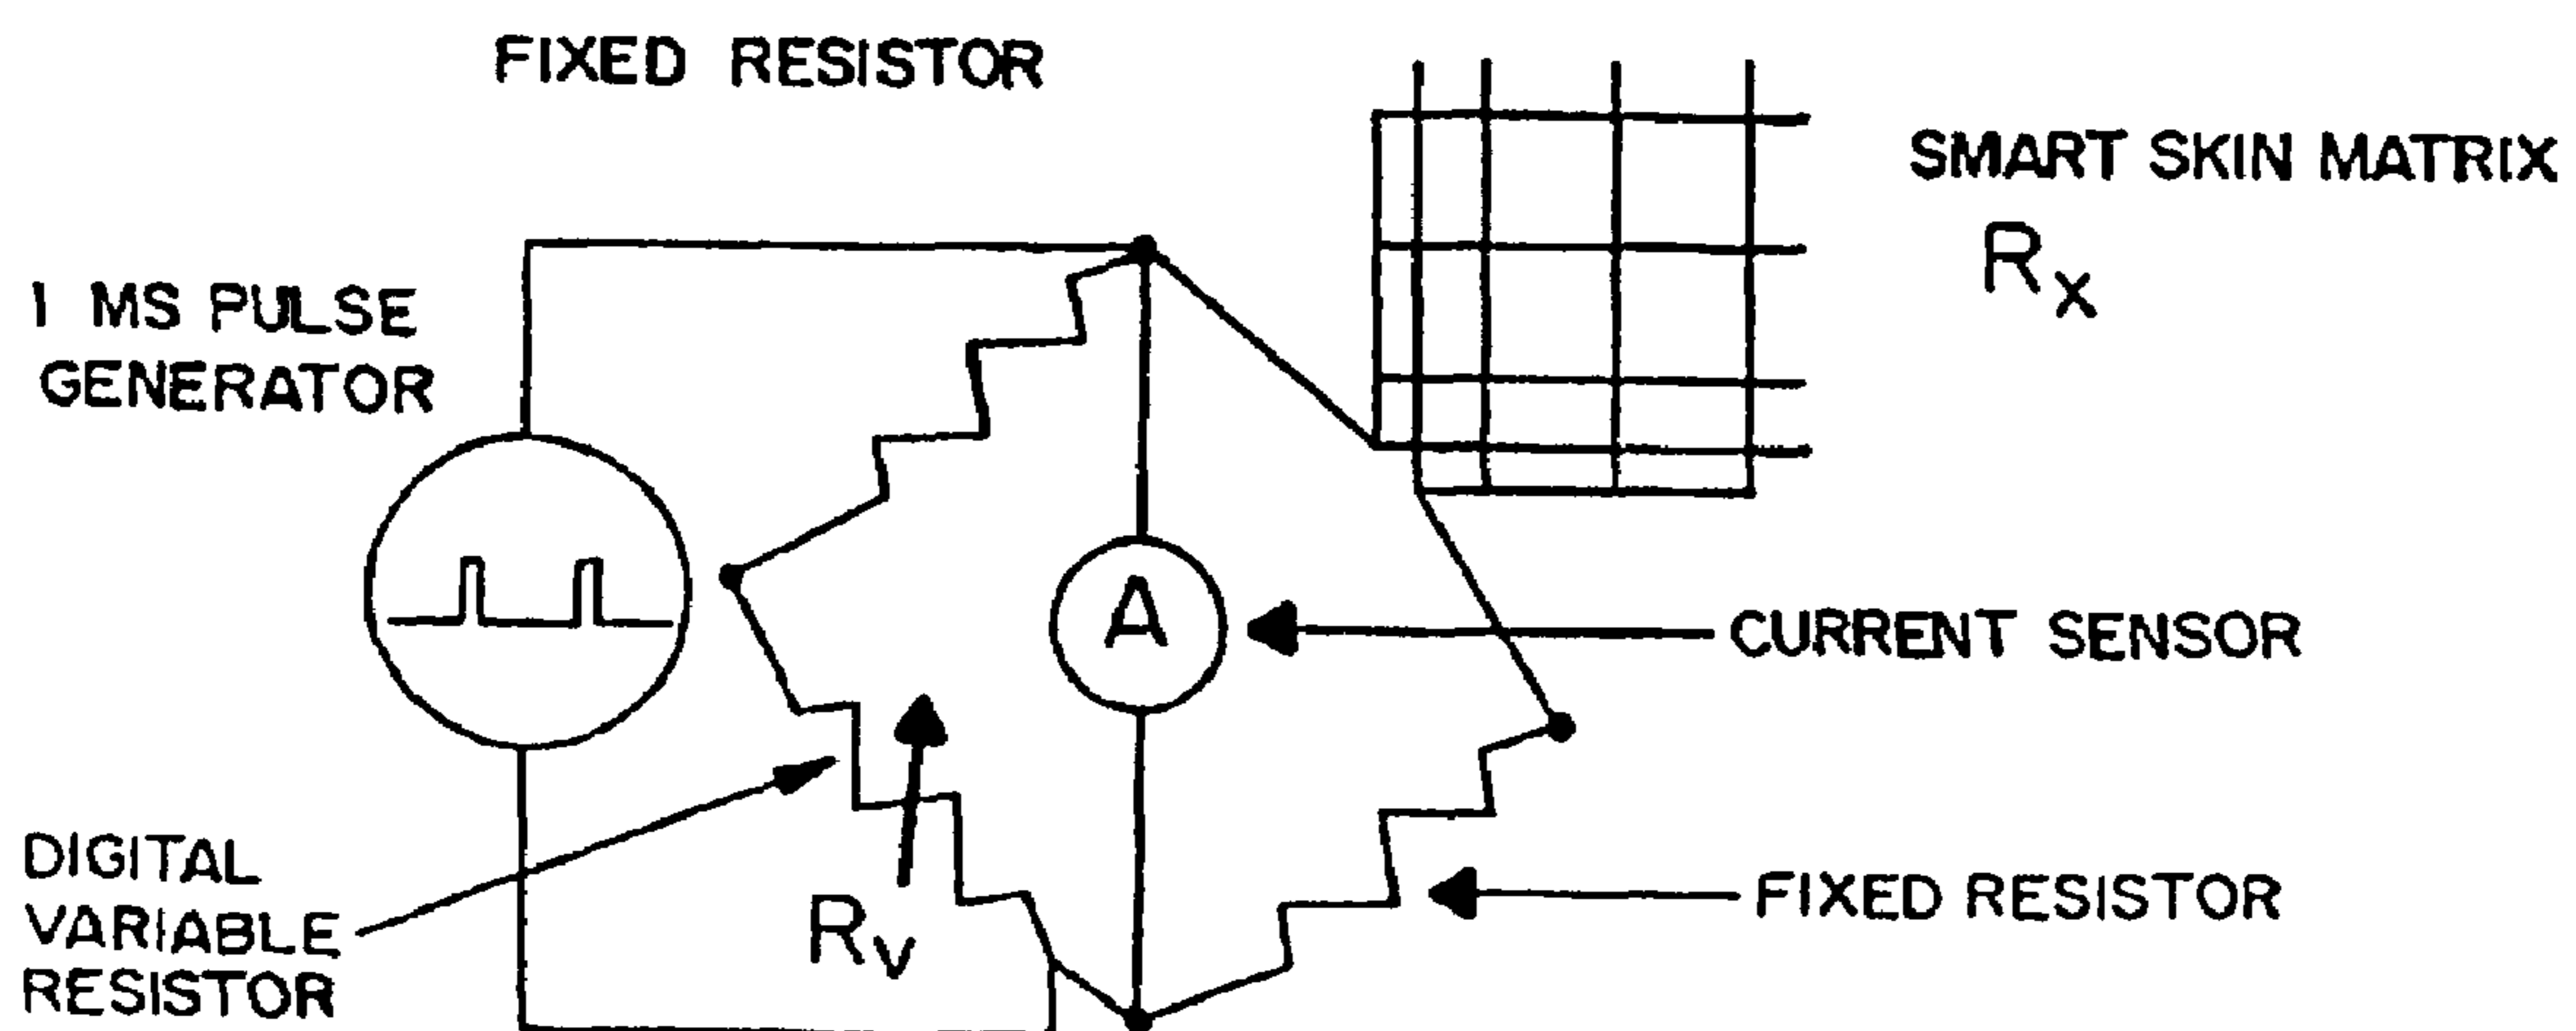 FIXED RESISTOR
SMART SKIN MATRIX
Rx
1 MS PULSE
GENERATOR
A
CURRENT SENSOR
DIGITAL
VARIABLE
RESISTOR
Rv
FIXED RESISTOR